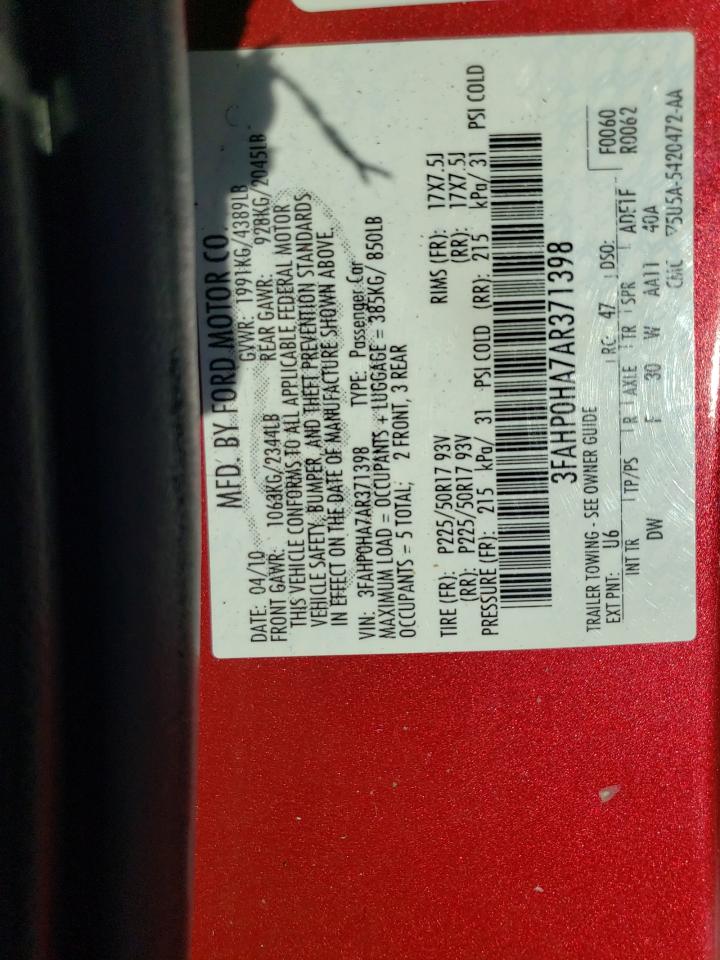 MFD. BY FORD MOTOR CO.
DATE: 04/10 GVWR: 1991KG/4389LB
FRONT GAWR: 1063KG/2344LB REAR GAWR: 928KG/2045LB
THIS VEHICLE CONFORMS TO ALL APPLICABLE FEDERAL MOTOR
VEHICLE SAFETY, BUMPER, AND THEFT PREVENTION STANDARDS
IN EFFECT ON THE DATE OF MANUFACTURE SHOWN ABOVE.
VIN: 3FAHP0HA7AR371398 TYPE: Passenger Car
MAXIMUM LOAD = OCCUPANTS + LUGGAGE = 385KG/ 850LB
OCCUPANTS = 5 TOTAL; 2 FRONT, 3 REAR
TIRE (FR): P225/50R17 93V RIMS (FR): 17X7.5J
(RR): P225/50R17 93V (RR): 17X7.5J
PRESSURE (FR): 215 kPa/ 31 PSI COLD (RR): 215 kPa/ 31 PSI COLD
3FAHP0HA7AR371398
TRAILER TOWING - SEE OWNER GUIDE
EXT PNT: U6 RC: 47 DSO: F0060
R0062
INT TR TP/PS R AXLE TR SPR
DW F 30 W AA11 40A
5U5A-5420472-AA